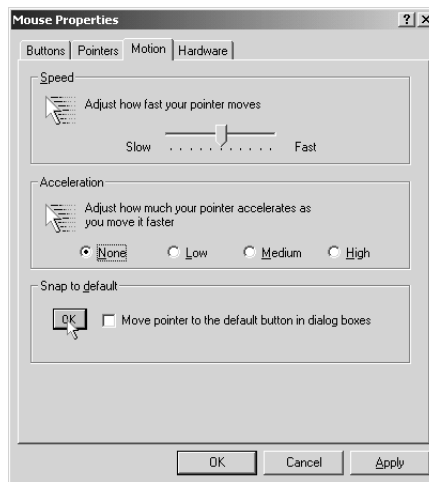 Mouse Properties
Buttons Pointers Motion Hardware
Speed
Adjust how fast your pointer moves
Slow Fast
Acceleration
Adjust how much your pointer accelerates as
you move it faster
None Low Medium High
Snap to default
OK Move pointer to the default button in dialog boxes
OK Cancel Apply